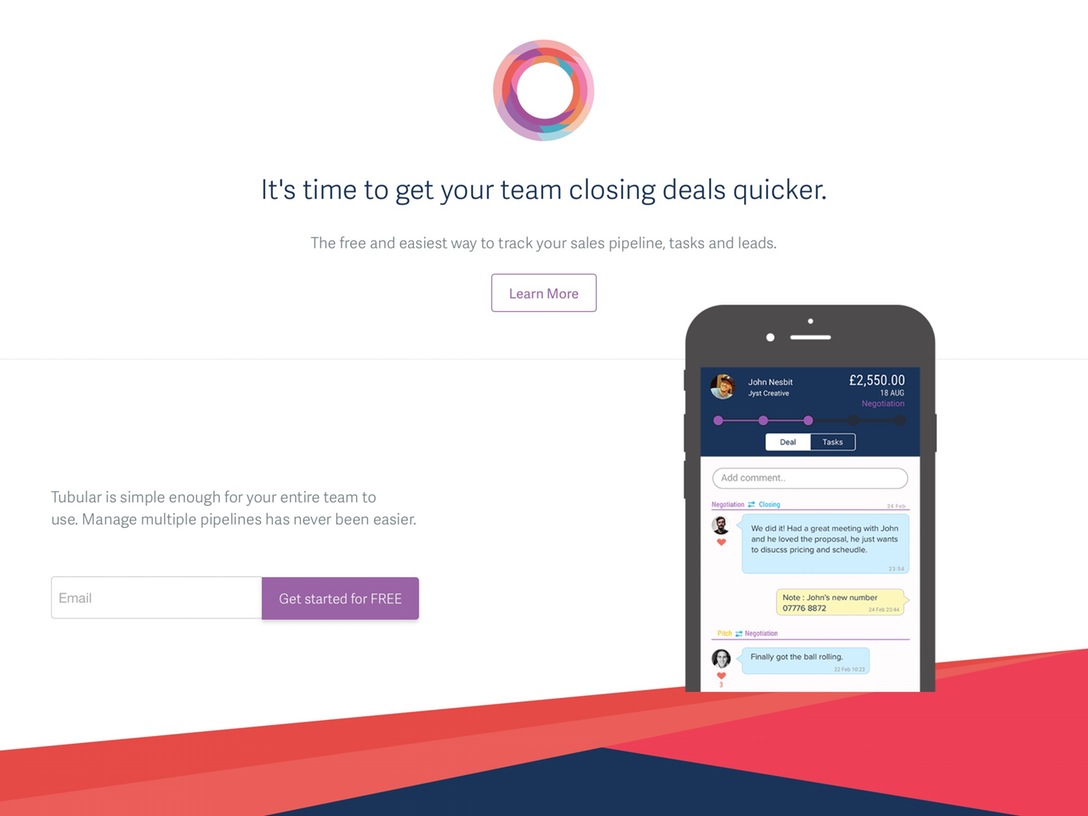 It's time to get your team closing deals quicker.
The free and easiest way to track your sales pipeline, tasks and leads.
Learn More
Tubular is simple enough for your entire team to
use. Manage multiple pipelines has never been easier.
Email
Get started for FREE
John Nesbit
Jyst Creative
£2,550.00
18 AUG
Negotiation
Deal
Tasks
Add comment..
Negotiation Closing
24 Feb
We did it! Had a great meeting with John
and he loved the proposal, he just wants
to disucss pricing and scheudle.
23:54
Note : John's new number
07776 8872
24 Feb 22:44
Pitch Negotiation
Finally got the ball rolling.
22 Feb 10:23
3